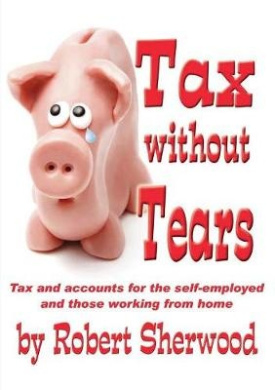 Tax
without
Tears
Tax and accounts for the self-employed
and those working from home
by Robert Sherwood